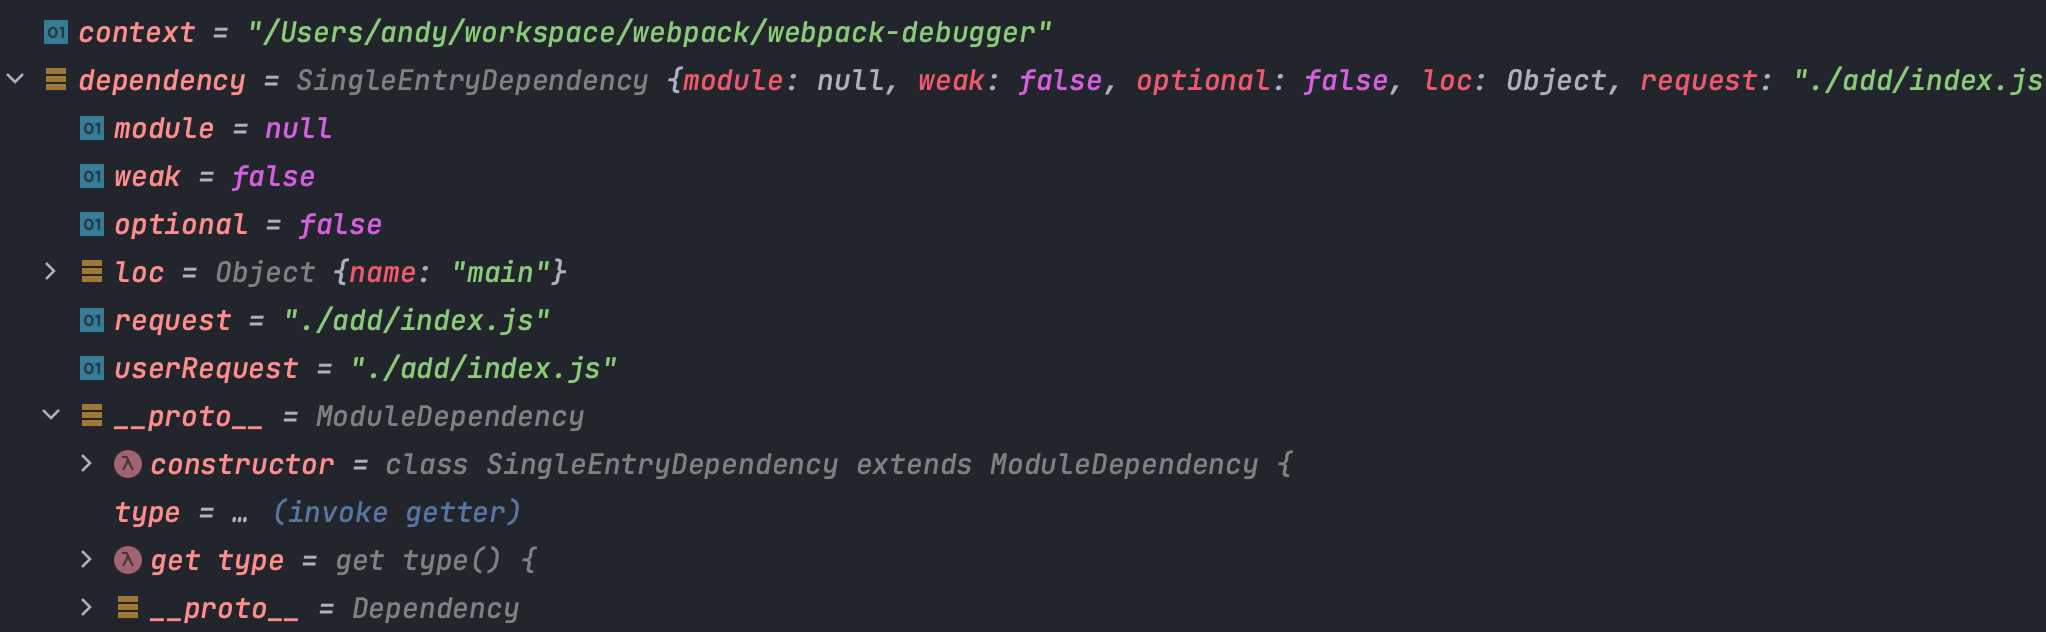 01 context = "/Users/andy/workspace/webpack/webpack-debugger"
dependency = SingleEntryDependency {module: null, weak: false, optional: false, loc: Object, request: "./add/index.js
01 module = null
01 weak = false
01 optional = false
loc = Object {name: "main"}
01 request = "./add/index.js"
01 userRequest = "./add/index.js"
__proto__ = ModuleDependency
λ constructor = class SingleEntryDependency extends ModuleDependency {
type = … (invoke getter)
λ get type = get type() {
__proto__ = Dependency